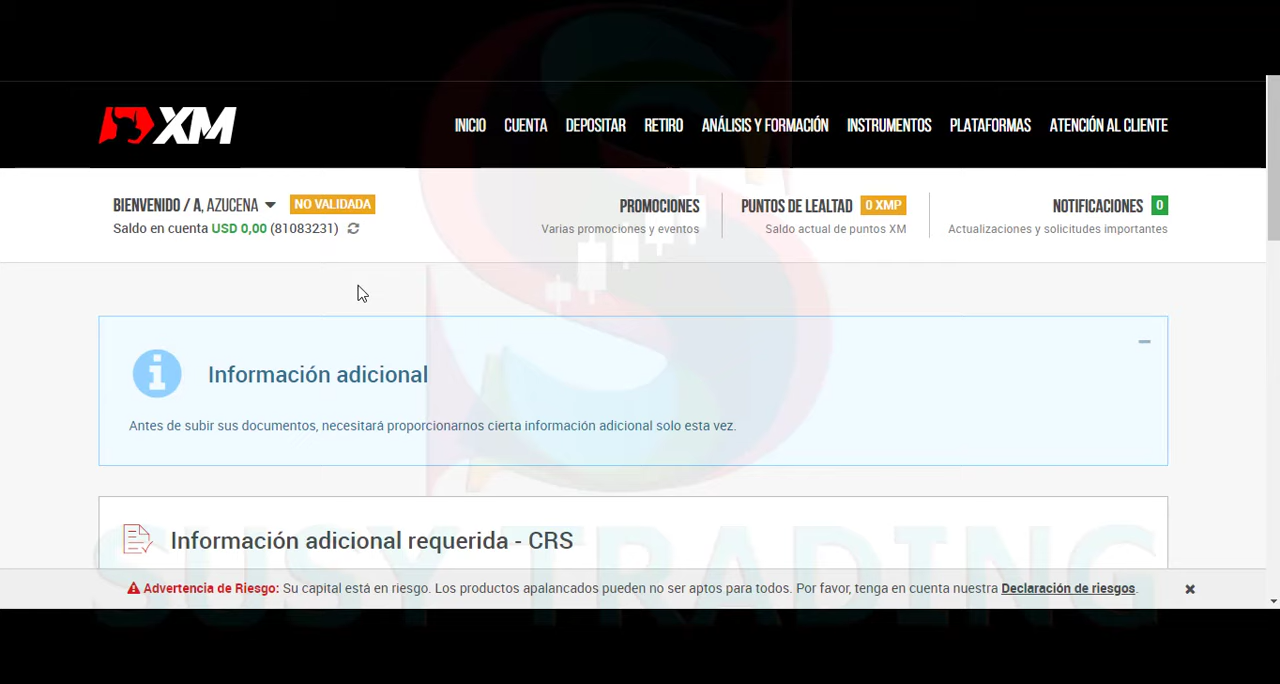 XM
INICIO CUENTA DEPOSITAR RETIRO ANÁLISIS Y FORMACIÓN INSTRUMENTOS PLATAFORMAS ATENCIÓN AL CLIENTE
BIENVENIDO / A, AZUCENA NO VALIDADA
Saldo en cuenta USD 0,00 (81083231)
PROMOCIONES
Varias promociones y eventos
PUNTOS DE LEALTAD 0 XMP
Saldo actual de puntos XM
NOTIFICACIONES 0
Actualizaciones y solicitudes importantes
Información adicional
Antes de subir sus documentos, necesitará proporcionarnos cierta información adicional solo esta vez.
Información adicional requerida - CRS
Advertencia de Riesgo: Su capital está en riesgo. Los productos apalancados pueden no ser aptos para todos. Por favor, tenga en cuenta nuestra Declaración de riesgos.
SUSY TRADING